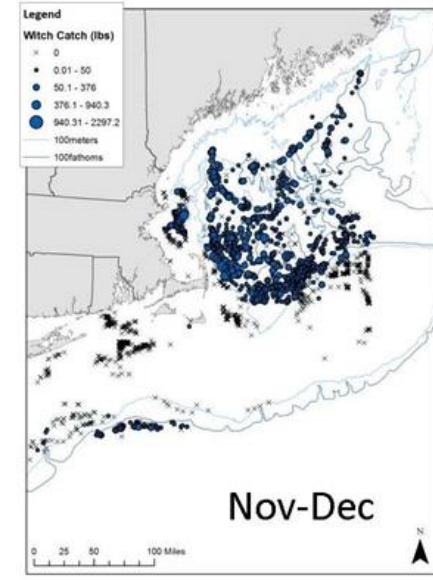 Legend
Witch Catch (lbs)
0
0.01 - 50
50.1 - 376
376.1 - 940.3
940.31 - 2297.2
100meters
100fathoms
Nov-Dec
N
0 25 50 100 Miles